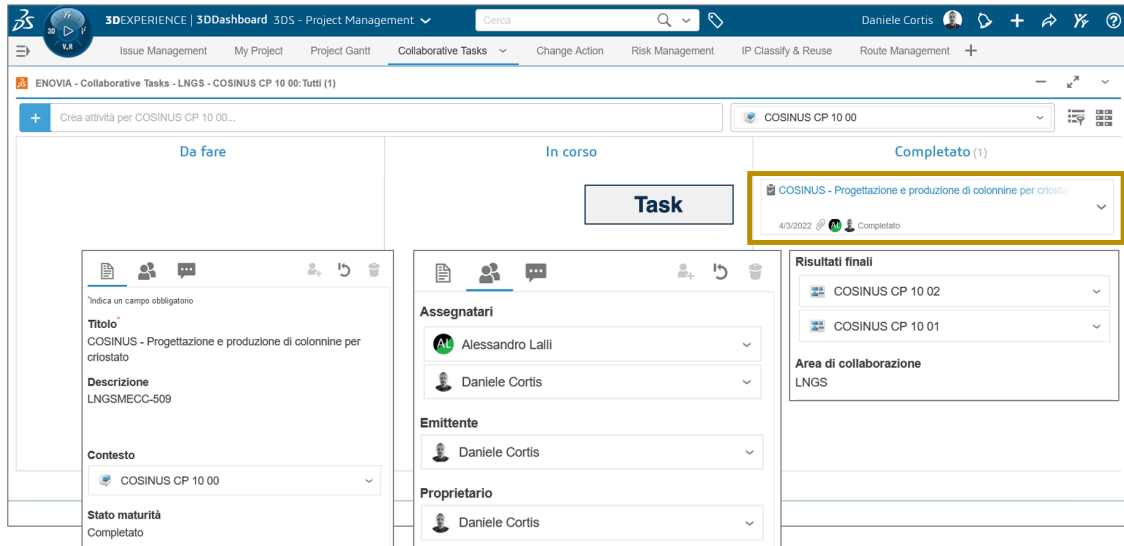 3DEXPERIENCE | 3DDashboard 3DS - Project Management
Cerca
Daniele Cortis
3D
V.R
Issue Management
My Project
Project Gantt
Collaborative Tasks
Change Action
Risk Management
IP Classify & Reuse
Route Management
ENOVIA - Collaborative Tasks - LNGS - COSINUS CP 10 00:Tutti (1)
Crea attività per COSINUS CP 10 00...
COSINUS CP 10 00
Da fare
In corso
Completato (1)
Task
COSINUS - Progettazione e produzione di colonnine per criostat
4/3/2022
AL
Completato
*Indica un campo obbligatorio
Titolo*
COSINUS - Progettazione e produzione di colonnine per
criostato
Descrizione
LNGSMECC-509
Contesto
COSINUS CP 10 00
Stato maturità
Completato
Assegnatari
AL Alessandro Lalli
Daniele Cortis
Emittente
Daniele Cortis
Proprietario
Daniele Cortis
Risultati finali
COSINUS CP 10 02
COSINUS CP 10 01
Area di collaborazione
LNGS